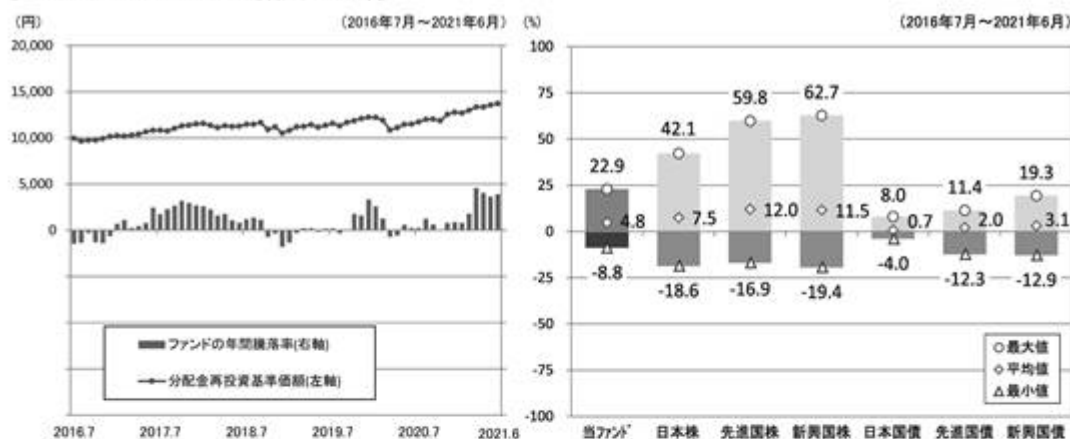 (円)
(2016年7月～2021年6月)
20,000
15,000
10,000
5,000
0
ファンドの年間騰落率(右軸)
分配金再投資基準価額(左軸)
2016.7 2017.7 2018.7 2019.7 2020.7 2021.6
(%)
(2016年7月～2021年6月)
100
75
50
25
0
-25
-50
-75
-100
22.9 42.1 59.8 62.7 8.0 11.4 19.3
4.8 7.5 12.0 11.5 0.7 2.0 3.1
-8.8 -18.6 -16.9 -19.4 -4.0 -12.3 -12.9
最大値
平均値
最小値
当ファンド 日本株 先進国株 新興国株 日本国債 先進国債 新興国債